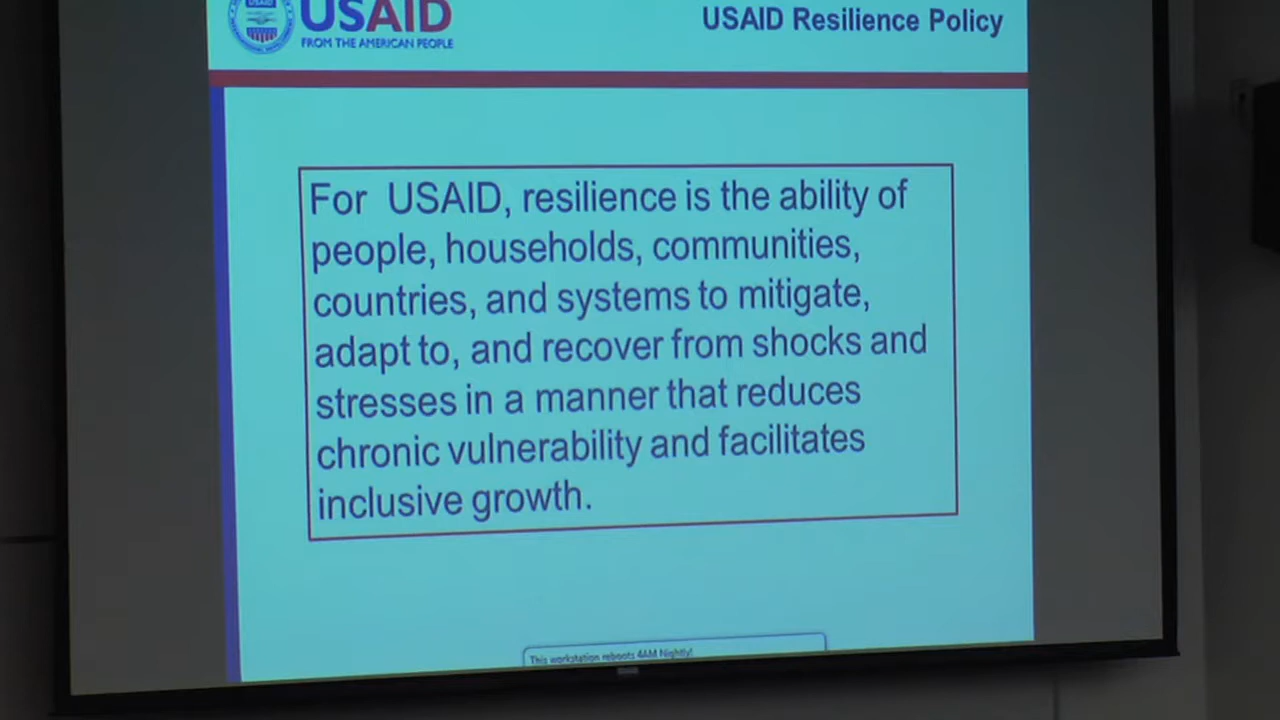 USAID
USAID
FROM THE AMERICAN PEOPLE
USAID Resilience Policy
For USAID, resilience is the ability of
people, households, communities,
countries, and systems to mitigate,
adapt to, and recover from shocks and
stresses in a manner that reduces
chronic vulnerability and facilitates
inclusive growth.
This workstation reboots 4AM Nightly!